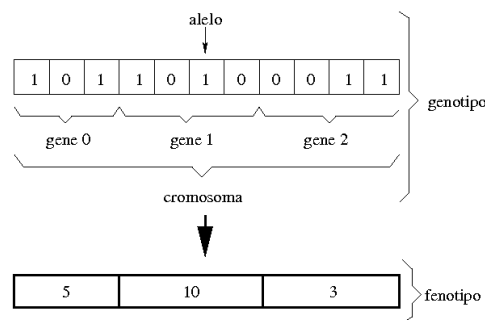 alelo
1 0 1 1 0 1 0 0 0 1 1
genotipo
gene 0 gene 1 gene 2
cromosoma
5 10 3
fenotipo